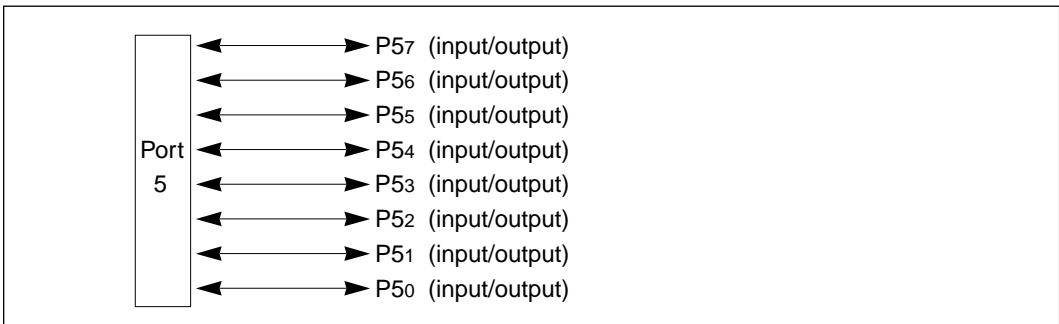 P57 (input/output)
P56 (input/output)
P55 (input/output)
Port
5
P54 (input/output)
P53 (input/output)
P52 (input/output)
P51 (input/output)
P50 (input/output)